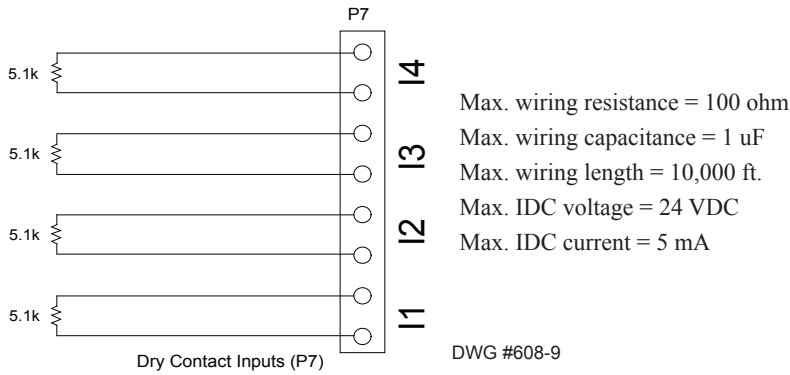 P7
5.1k
I4
5.1k
I3
5.1k
I2
5.1k
I1
Max. wiring resistance = 100 ohm
Max. wiring capacitance = 1 uF
Max. wiring length = 10,000 ft.
Max. IDC voltage = 24 VDC
Max. IDC current = 5 mA
Dry Contact Inputs (P7)
DWG #608-9